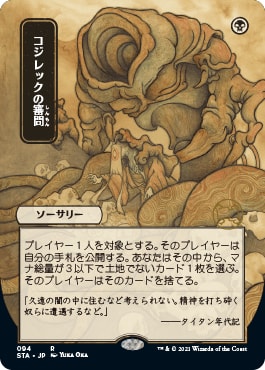 コジレックの審問
しんもん
ソーサリー
プレイヤー1人を対象とする。そのプレイヤーは
自分の手札を公開する。あなたはその中から、マ
ナ総量が3以下で土地でないカード1枚を選ぶ。
そのプレイヤーはそのカードを捨てる。
「久遠の闇の中に住むなど考えられない。精神を打ち砕く
奴らに遭遇するなど。」
――タイタン年代記
094 R
STA・JP YUKA OKA
™ & © 2021 Wizards of the Coast